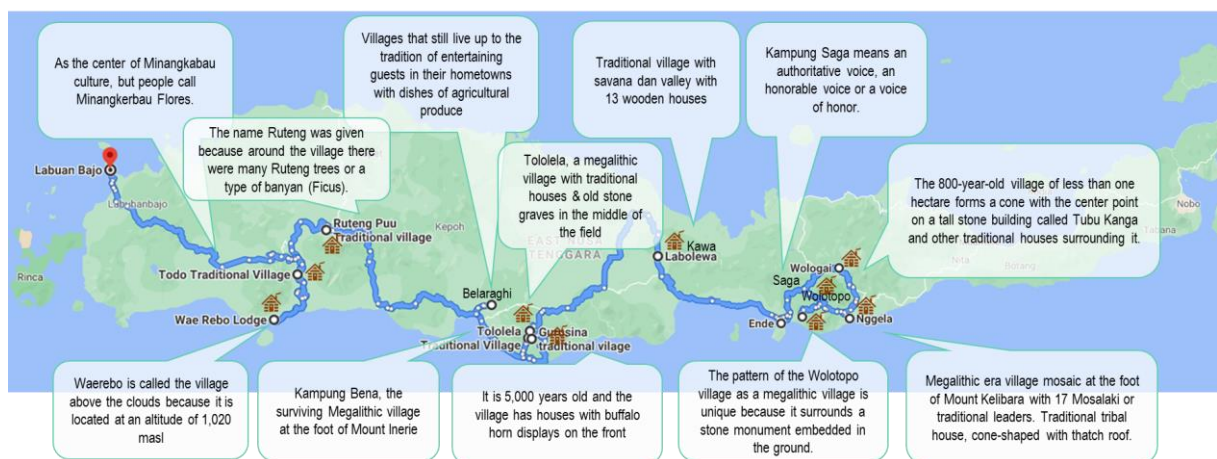 As the center of Minangkabau
culture, but people call
Minangkerbau Flores.
Villages that still live up to the
tradition of entertaining
guests in their hometowns
with dishes of agricultural
produce
Traditional village with
savana dan valley with
13 wooden houses
Kampung Saga means an
authoritative voice, an
honorable voice or a voice
of honor.
The name Ruteng was given
because around the village there
were many Ruteng trees or a
type of banyan (Ficus).
Tololela, a megalithic
village with traditional
houses & old stone
graves in the middle of
the field
The 800-year-old village of less than one
hectare forms a cone with the center point
on a tall stone building called Tubu Kanga
and other traditional houses surrounding it.
Labuan Bajo
Labuhanbajo
Rinca
Ruteng Puu
Traditional village
Kepoh
Todo Traditional Village
Wae Rebo Lodge
EAST NUSA
TENGGARA
Belaraghi
Tololela
Traditional Village
Gurusina
traditional vilage
Kawa
Labolewa
Saga
Wologai
Wolotopo
Ende
Nggela
Nita
Botang
Nobo
Waerebo is called the village
above the clouds because it is
located at an altitude of 1,020
masl
Kampung Bena, the
surviving Megalithic village
at the foot of Mount Inerie
It is 5,000 years old and the
village has houses with buffalo
horn displays on the front
The pattern of the Wolotopo
village as a megalithic village is
unique because it surrounds a
stone monument embedded in
the ground.
Megalithic era village mosaic at the foot
of Mount Kelibara with 17 Mosalaki or
traditional leaders. Traditional tribal
house, cone-shaped with thatch roof.